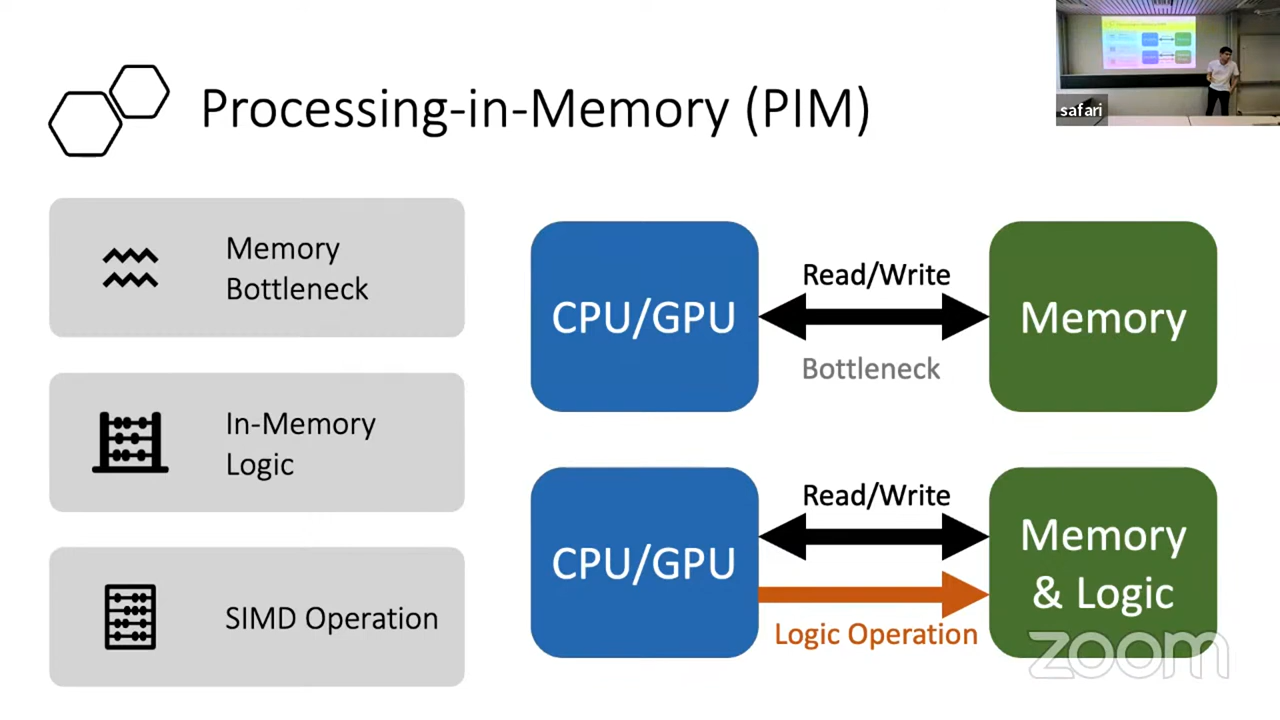 Processing-in-Memory (PIM)
safari
Memory
Bottleneck
In-Memory
Logic
SIMD Operation
CPU/GPU
Read/Write
Bottleneck
Memory
CPU/GPU
Read/Write
Logic Operation
Memory
& Logic
zoom